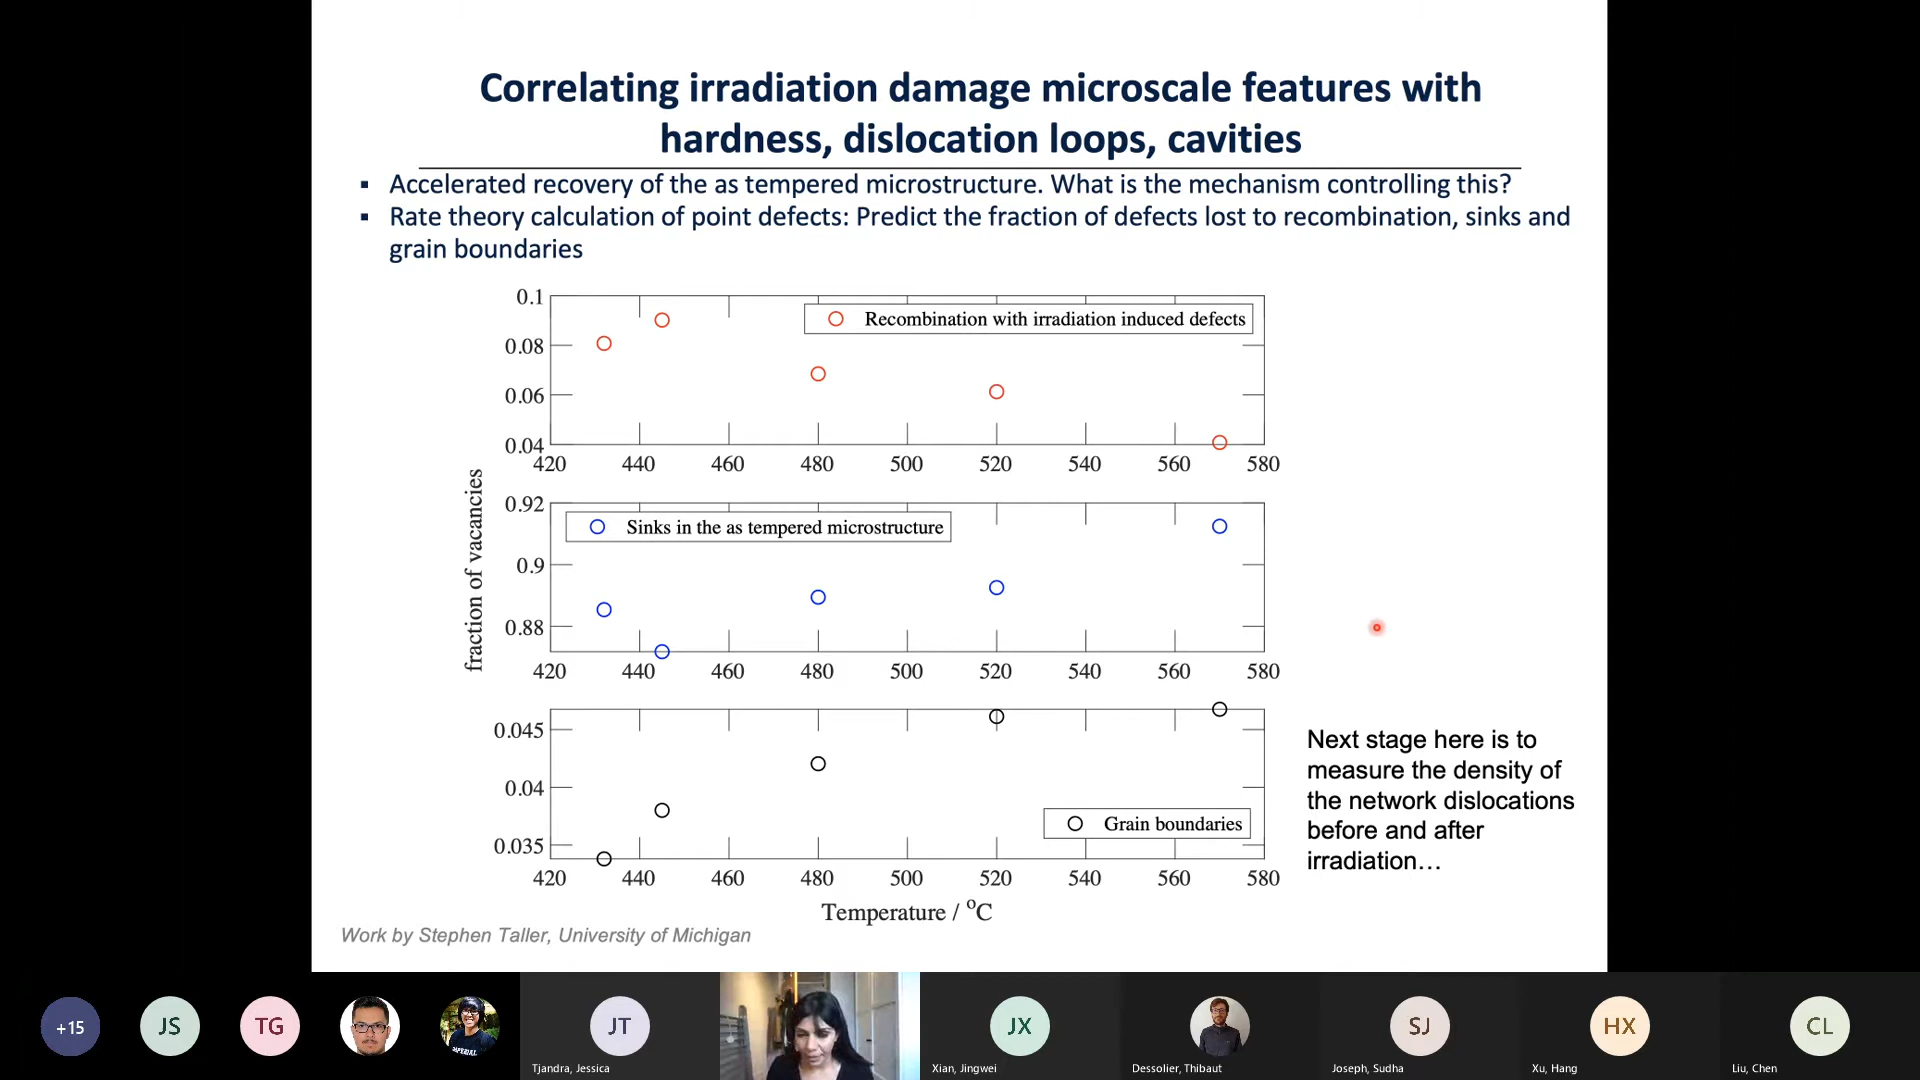 Correlating irradiation damage microscale features with
hardness, dislocation loops, cavities
▪ Accelerated recovery of the as tempered microstructure. What is the mechanism controlling this?
▪ Rate theory calculation of point defects: Predict the fraction of defects lost to recombination, sinks and
grain boundaries
fraction of vacancies
0.1
0.08
0.06
0.04
Recombination with irradiation induced defects
420 440 460 480 500 520 540 560 580
0.92
0.9
0.88
Sinks in the as tempered microstructure
420 440 460 480 500 520 540 560 580
0.045
0.04
0.035
Grain boundaries
420 440 460 480 500 520 540 560 580
Temperature / °C
Next stage here is to
measure the density of
the network dislocations
before and after
irradiation…
Work by Stephen Taller, University of Michigan
+15
JS
TG
IMPERIAL
JT
Tjandra, Jessica
JX
Xian, Jingwei
Dessolier, Thibaut
SJ
Joseph, Sudha
HX
Xu, Hang
CL
Liu, Chen